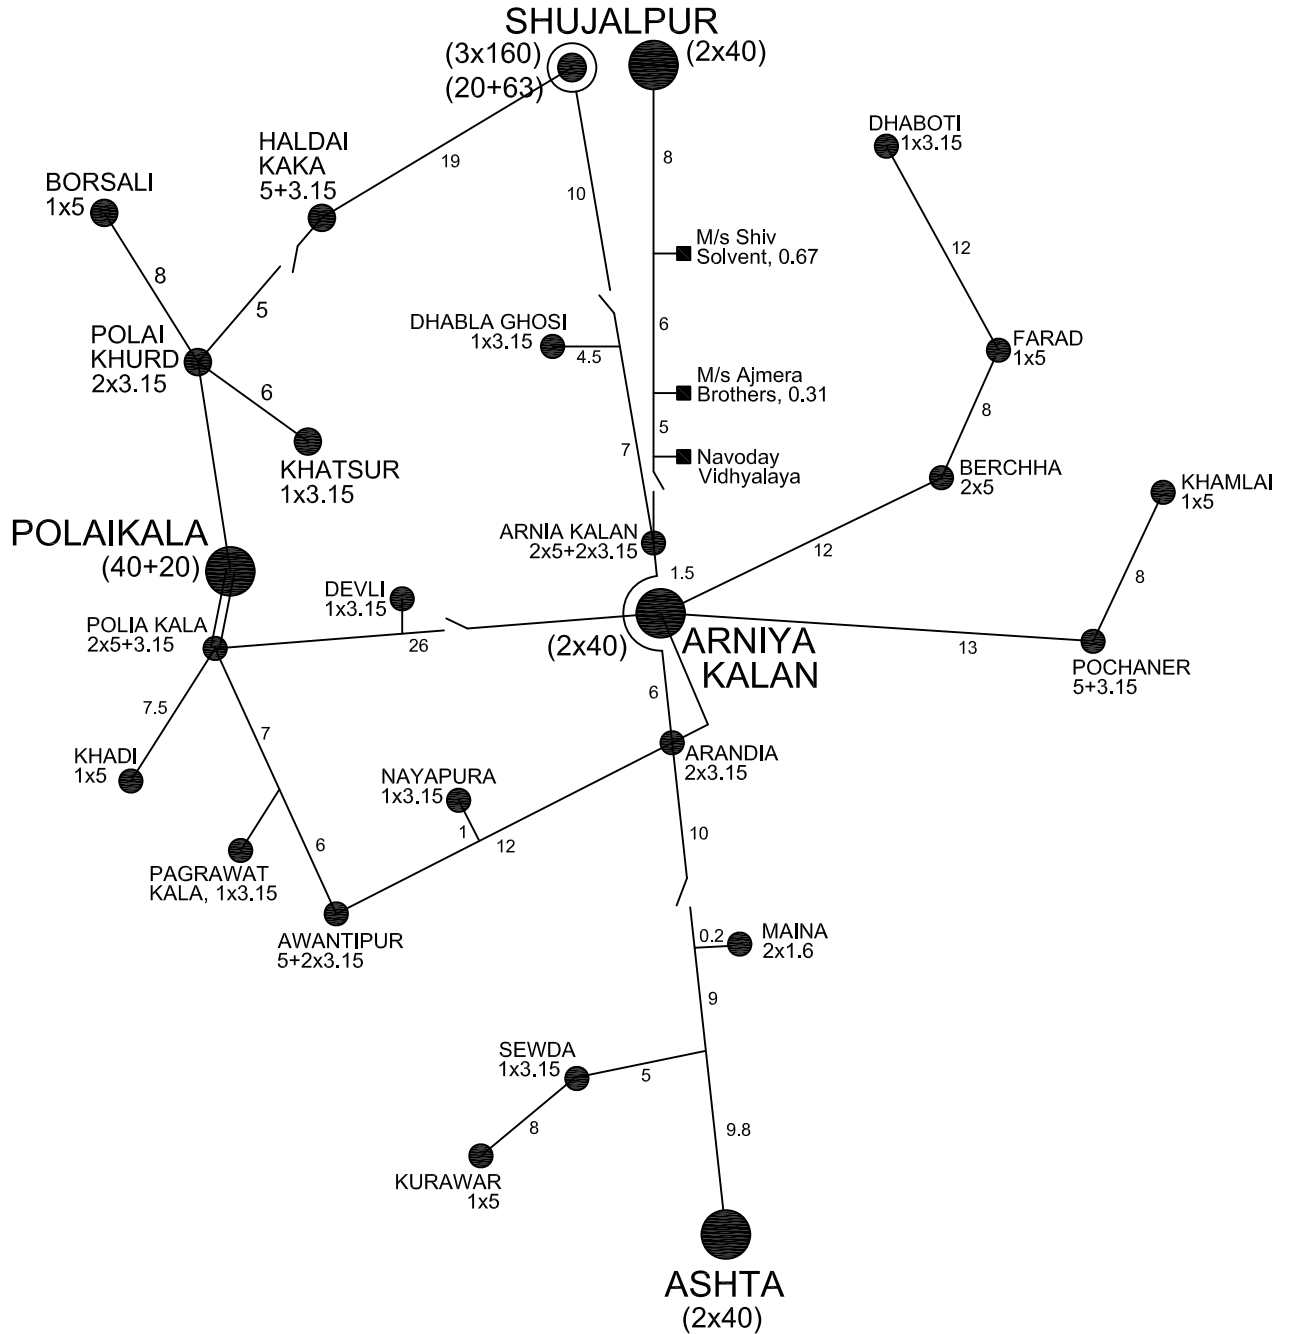 SHUJALPUR
(3x160)
(20+63)
(2x40)
DHABOTI
1x3.15
HALDAI
KAKA
5+3.15
19
8
BORSALI
1x5
10
M/s Shiv
Solvent, 0.67
12
8
5
DHABLA GHOSI
1x3.15
4.5
6
POLAI
KHURD
2x3.15
FARAD
1x5
M/s Ajmera
Brothers, 0.31
6
8
5
7
Navoday
Vidhyalaya
KHATSUR
1x3.15
BERCHHA
2x5
KHAMLAI
1x5
POLAIKALA
(40+20)
ARNIA KALAN
2x5+2x3.15
12
1.5
8
DEVLI
1x3.15
POLIA KALA
2x5+3.15
26
(2x40)
ARNIYA
KALAN
13
POCHANER
5+3.15
6
7.5
7
KHADI
1x5
ARANDIA
2x3.15
NAYAPURA
1x3.15
1
12
10
6
PAGRAWAT
KALA, 1x3.15
AWANTIPUR
5+2x3.15
0.2
MAINA
2x1.6
9
SEWDA
1x3.15
5
8
9.8
KURAWAR
1x5
ASHTA
(2x40)